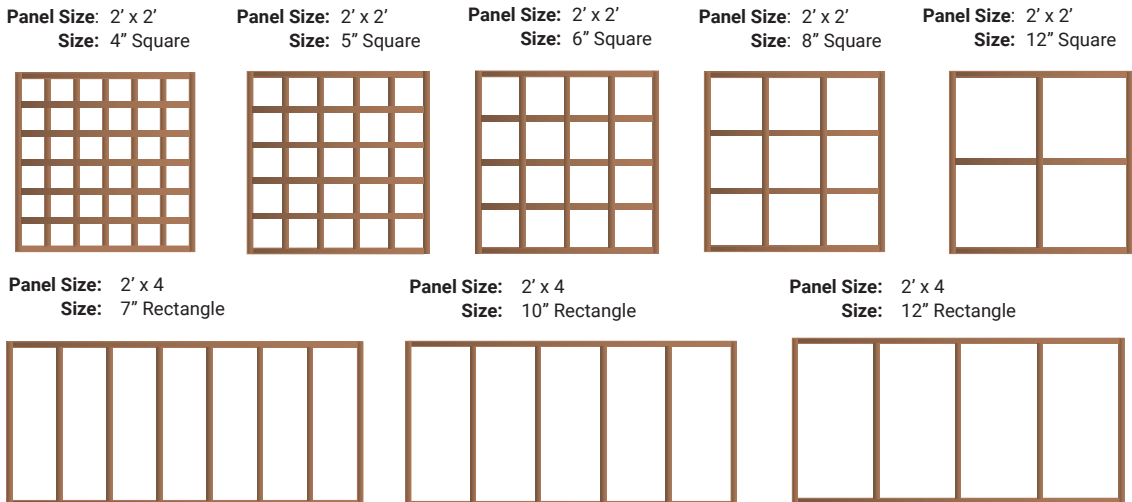 Panel Size: 2’ x 2’
Size: 4” Square
Panel Size: 2’ x 2’
Size: 5” Square
Panel Size: 2’ x 2’
Size: 6” Square
Panel Size: 2’ x 2’
Size: 8” Square
Panel Size: 2’ x 2’
Size: 12” Square
Panel Size: 2’ x 4
Size: 7” Rectangle
Panel Size: 2’ x 4
Size: 10” Rectangle
Panel Size: 2’ x 4
Size: 12” Rectangle